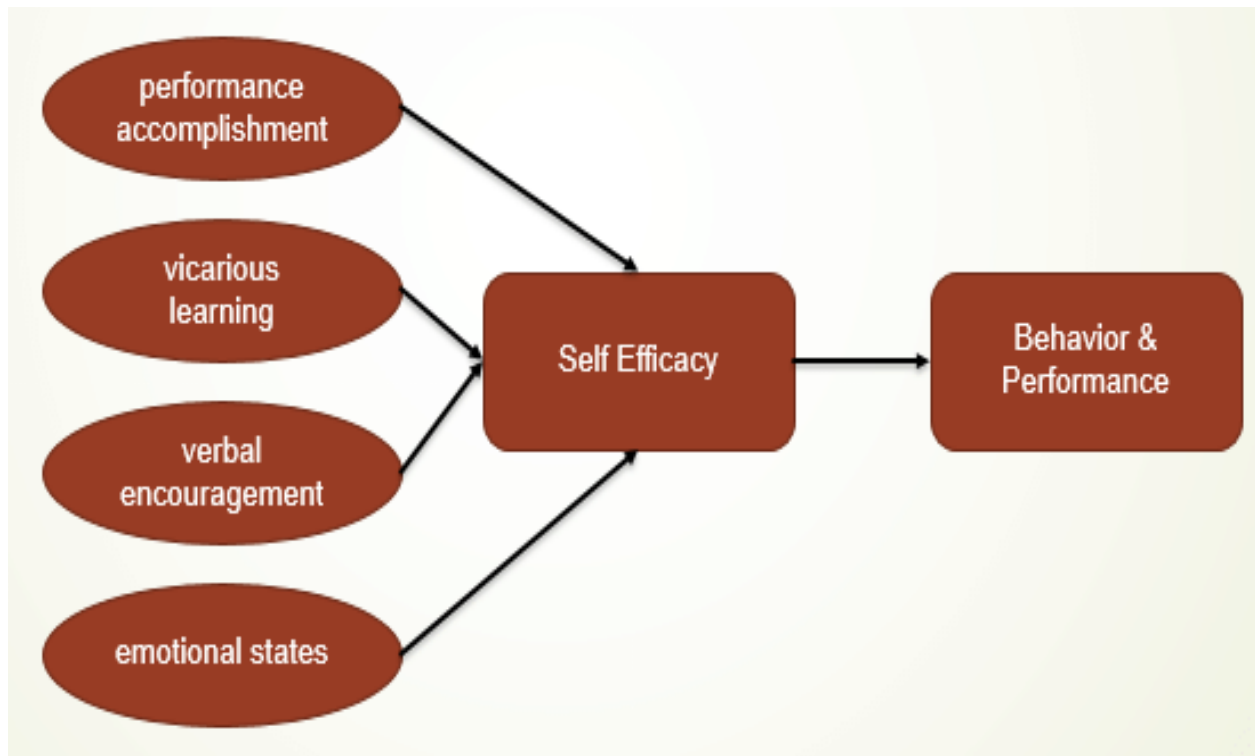 performance
accomplishment
vicarious
learning
verbal
encouragement
emotional states
Self Efficacy
Behavior &
Performance